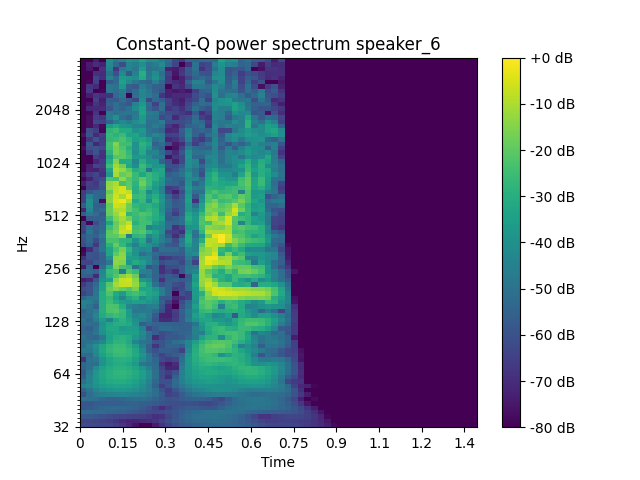 Constant-Q power spectrum speaker_6
Hz
2048
1024
512
256
128
64
32
0 0.15 0.3 0.45 0.6 0.75 0.9 1.1 1.2 1.4
Time
+0 dB
-10 dB
-20 dB
-30 dB
-40 dB
-50 dB
-60 dB
-70 dB
-80 dB